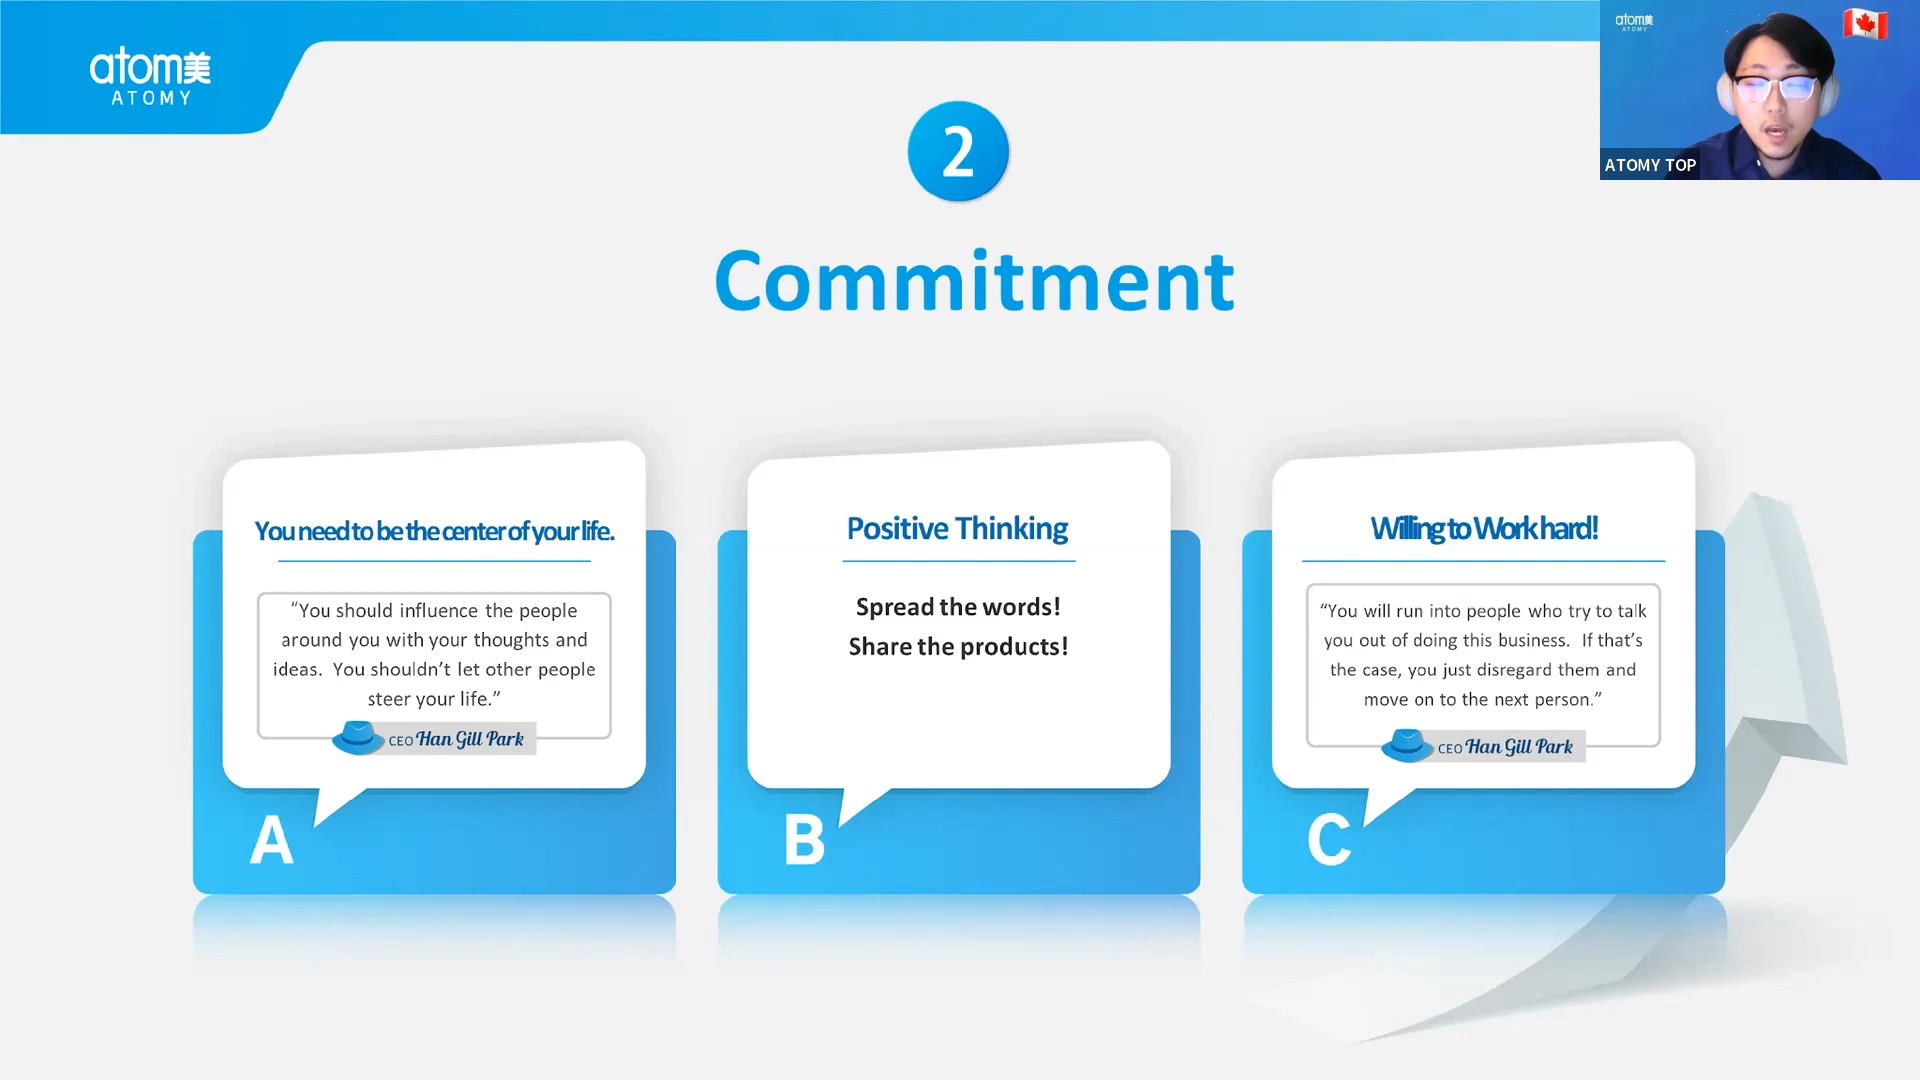 atom美
ATOMY
atom美
ATOMY
ATOMY TOP
2
Commitment
You need to be the center of your life.
“You should influence the people
around you with your thoughts and
ideas. You shouldn’t let other people
steer your life.”
CEO Han Gill Park
A
Positive Thinking
Spread the words!
Share the products!
B
Willing to Work hard!
“You will run into people who try to talk
you out of doing this business. If that’s
the case, you just disregard them and
move on to the next person.”
CEO Han Gill Park
C